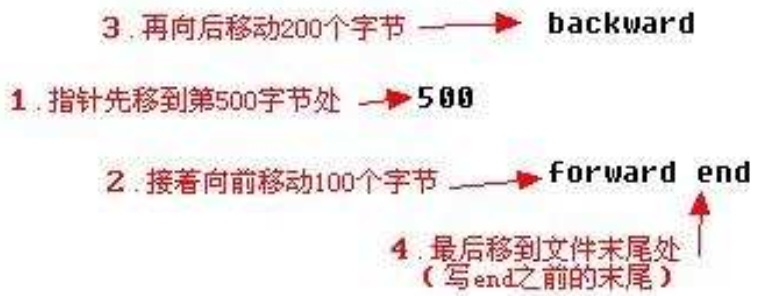 3．再向后移动200个字节 backward
1．指针先移到第500字节处 500
2．接着向前移动100个字节 forward end
4．最后移到文件末尾处
（写end之前的末尾）